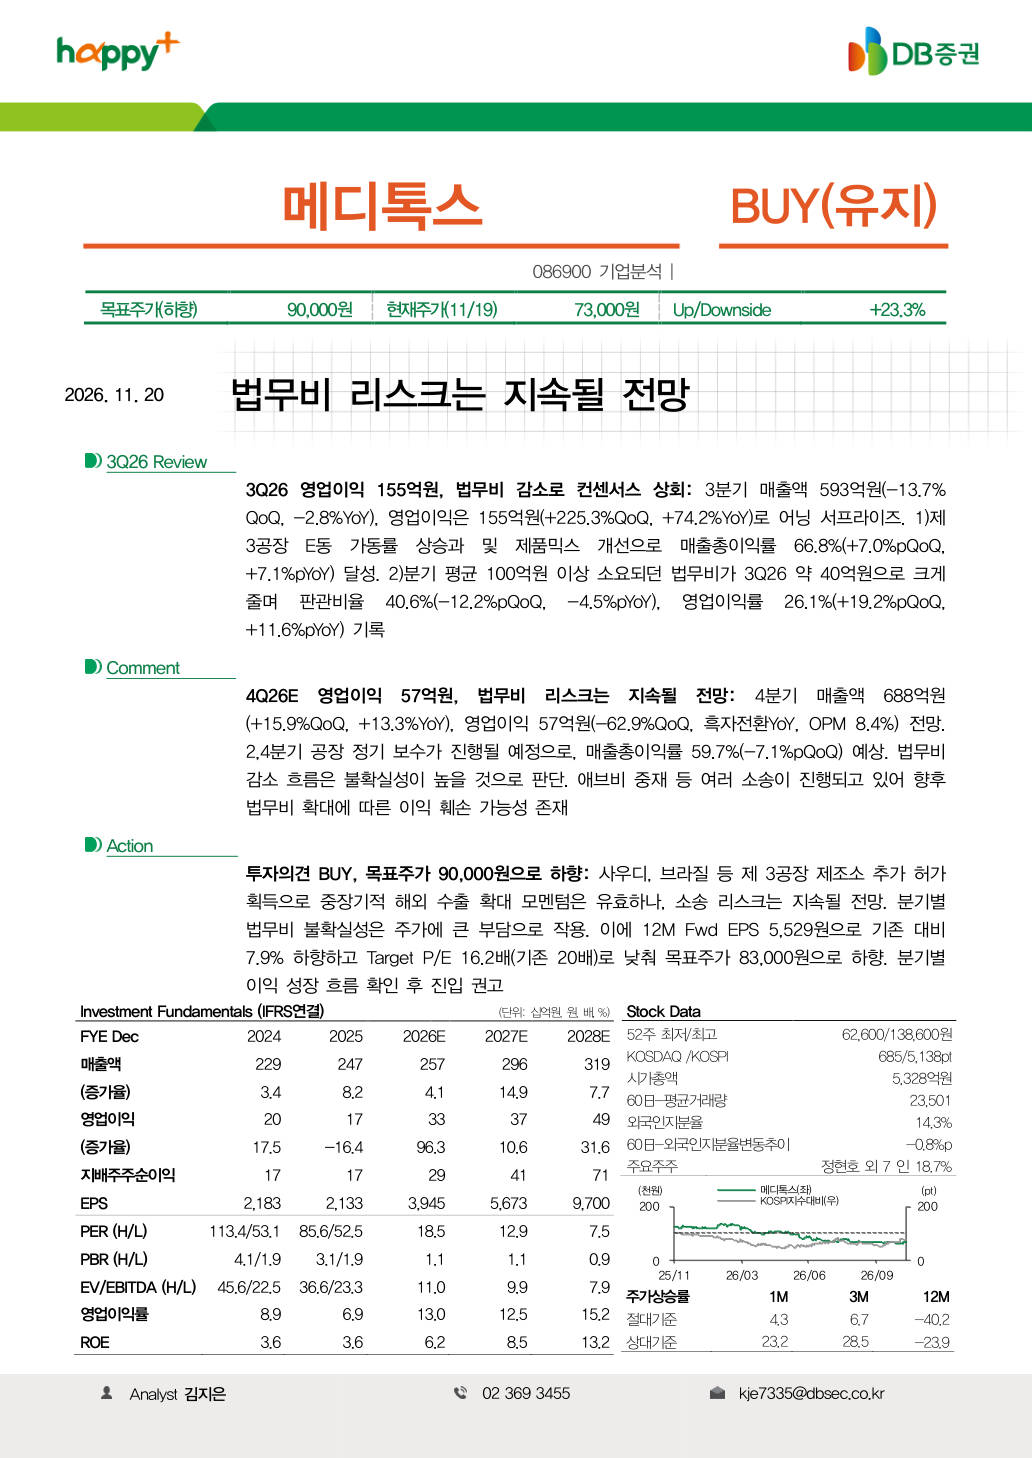 happy+
DB증권
메디톡스
BUY(유지)
086900 기업분석 |
목표주가(하향) 90,000원 현재주가(11/19) 73,000원 Up/Downside +23.3%
2026. 11. 20
법무비 리스크는 지속될 전망
3Q26 Review
3Q26 영업이익 155억원, 법무비 감소로 컨센서스 상회: 3분기 매출액 593억원(-13.7%
QoQ, -2.8%YoY), 영업이익은 155억원(+225.3%QoQ, +74.2%YoY)로 어닝 서프라이즈. 1)제
3공장 E동 가동률 상승과 및 제품믹스 개선으로 매출총이익률 66.8%(+7.0%pQoQ,
+7.1%pYoY) 달성. 2)분기 평균 100억원 이상 소요되던 법무비가 3Q26 약 40억원으로 크게
줄며 판관비율 40.6%(-12.2%pQoQ, -4.5%pYoY), 영업이익률 26.1%(+19.2%pQoQ,
+11.6%pYoY) 기록
Comment
4Q26E 영업이익 57억원, 법무비 리스크는 지속될 전망: 4분기 매출액 688억원
(+15.9%QoQ, +13.3%YoY), 영업이익 57억원(-62.9%QoQ, 흑자전환YoY, OPM 8.4%) 전망.
2,4분기 공장 정기 보수가 진행될 예정으로, 매출총이익률 59.7%(-7.1%pQoQ) 예상. 법무비
감소 흐름은 불확실성이 높을 것으로 판단. 애브비 중재 등 여러 소송이 진행되고 있어 향후
법무비 확대에 따른 이익 훼손 가능성 존재
Action
투자의견 BUY, 목표주가 90,000원으로 하향: 사우디, 브라질 등 제 3공장 제조소 추가 허가
획득으로 중장기적 해외 수출 확대 모멘텀은 유효하나, 소송 리스크는 지속될 전망. 분기별
법무비 불확실성은 주가에 큰 부담으로 작용. 이에 12M Fwd EPS 5,529원으로 기존 대비
7.9% 하향하고 Target P/E 16.2배(기존 20배)로 낮춰 목표주가 83,000원으로 하향. 분기별
이익 성장 흐름 확인 후 진입 권고
Investment Fundamentals (IFRS연결) (단위: 십억원, 원, 배, %)
FYE Dec 2024 2025 2026E 2027E 2028E
매출액 229 247 257 296 319
(증가율) 3.4 8.2 4.1 14.9 7.7
영업이익 20 17 33 37 49
(증가율) 17.5 -16.4 96.3 10.6 31.6
지배주주순이익 17 17 29 41 71
EPS 2,183 2,133 3,945 5,673 9,700
PER (H/L) 113.4/53.1 85.6/52.5 18.5 12.9 7.5
PBR (H/L) 4.1/1.9 3.1/1.9 1.1 1.1 0.9
EV/EBITDA (H/L) 45.6/22.5 36.6/23.3 11.0 9.9 7.9
영업이익률 8.9 6.9 13.0 12.5 15.2
ROE 3.6 3.6 6.2 8.5 13.2
Stock Data
52주 최저/최고 62,600/138,600원
KOSDAQ /KOSPI 685/5,138pt
시가총액 5,328억원
60日-평균거래량 23,501
외국인지분율 14.3%
60日-외국인지분율변동추이 -0.8%p
주요주주 정현호 외 7 인 18.7%
(천원) 메디톡스(좌) (pt)
200 KOSPI지수대비(우) 200
0 0
25/11 26/03 26/06 26/09
주가상승률 1M 3M 12M
절대기준 4.3 6.7 -40.2
상대기준 23.2 28.5 -23.9
Analyst 김지은 02 369 3455 kje7335@dbsec.co.kr